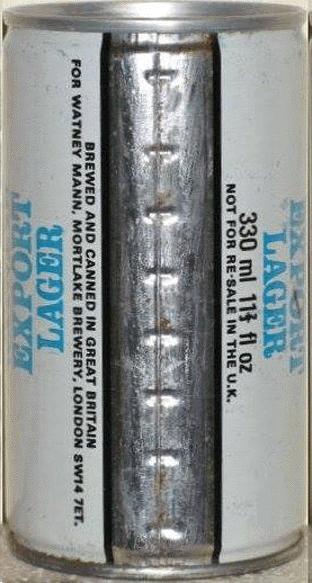 EXPORT
LAGER
BREWED AND CANNED IN GREAT BRITAIN
FOR WATNEY MANN, MORTLAKE BREWERY, LONDON SW14 7ET.
EXPORT
LAGER
330 ml 11⅔ fl oz
NOT FOR RE-SALE IN THE U.K.